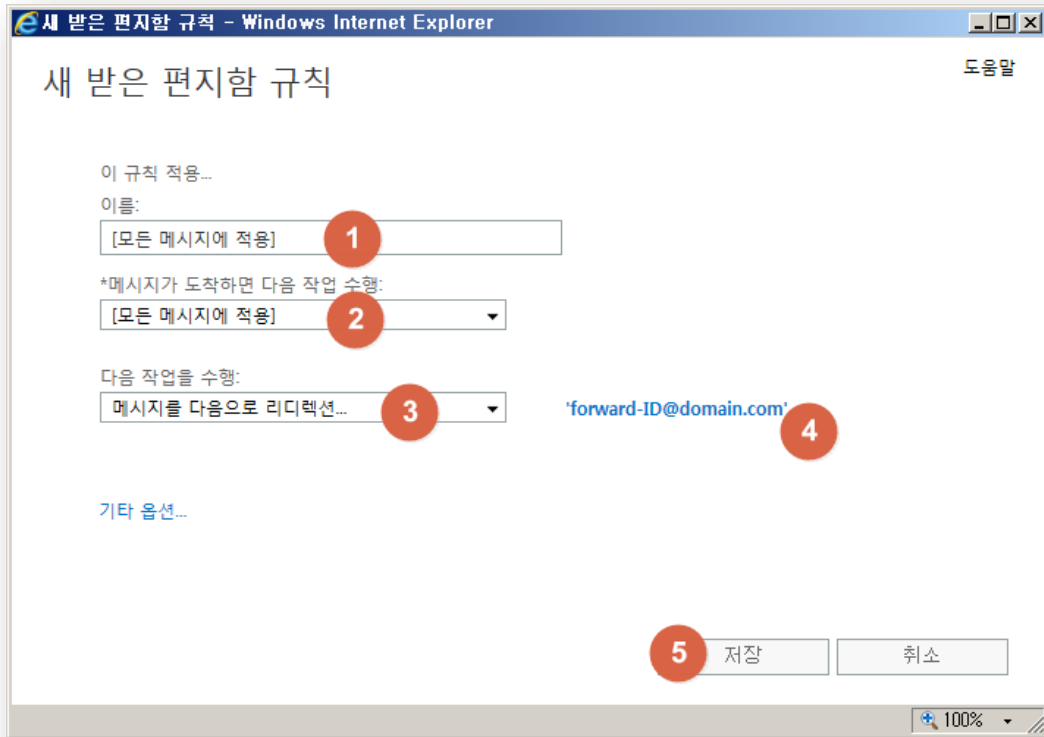 새 받은 편지함 규칙 - Windows Internet Explorer
도움말
새 받은 편지함 규칙
이 규칙 적용...
이름:
[모든 메시지에 적용] 1
*메시지가 도착하면 다음 작업 수행:
[모든 메시지에 적용] 2
다음 작업을 수행:
메시지를 다음으로 리디렉션... 3 'forward-ID@domain.com' 4
기타 옵션...
5 저장 취소
100%